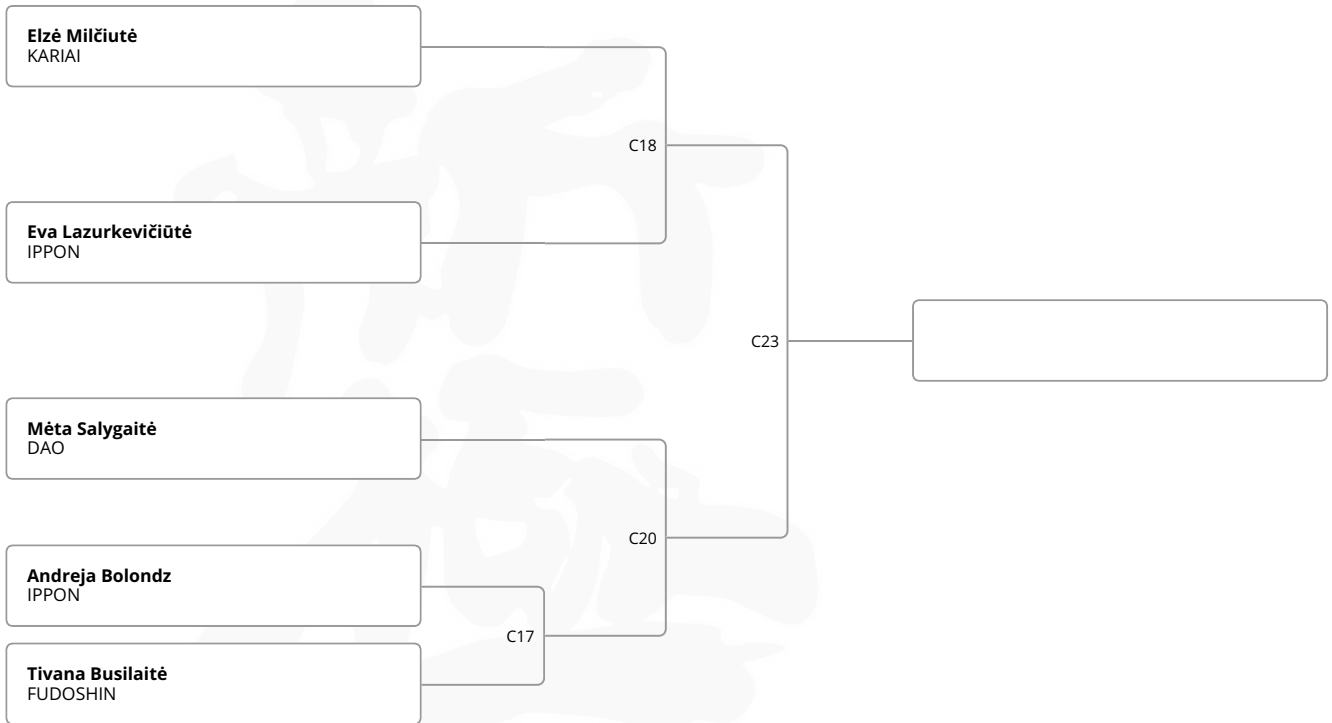 Elzė Milčiutė
KARIAI
C18
Eva Lazurkevičiūtė
IPPON
C23
Mėta Salygaitė
DAO
C20
Andreja Bolondz
IPPON
C17
Tivana Busilaitė
FUDOSHIN